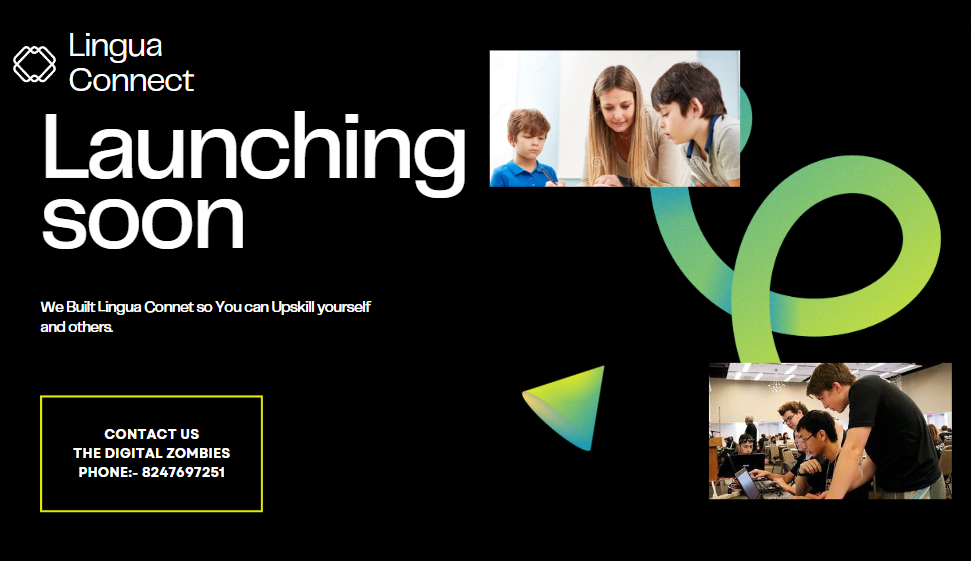 Lingua
Connect
Launching
soon
We Built Lingua Connet so You can Upskill yourself
and others.
CONTACT US
THE DIGITAL ZOMBIES
PHONE:- 8247697251